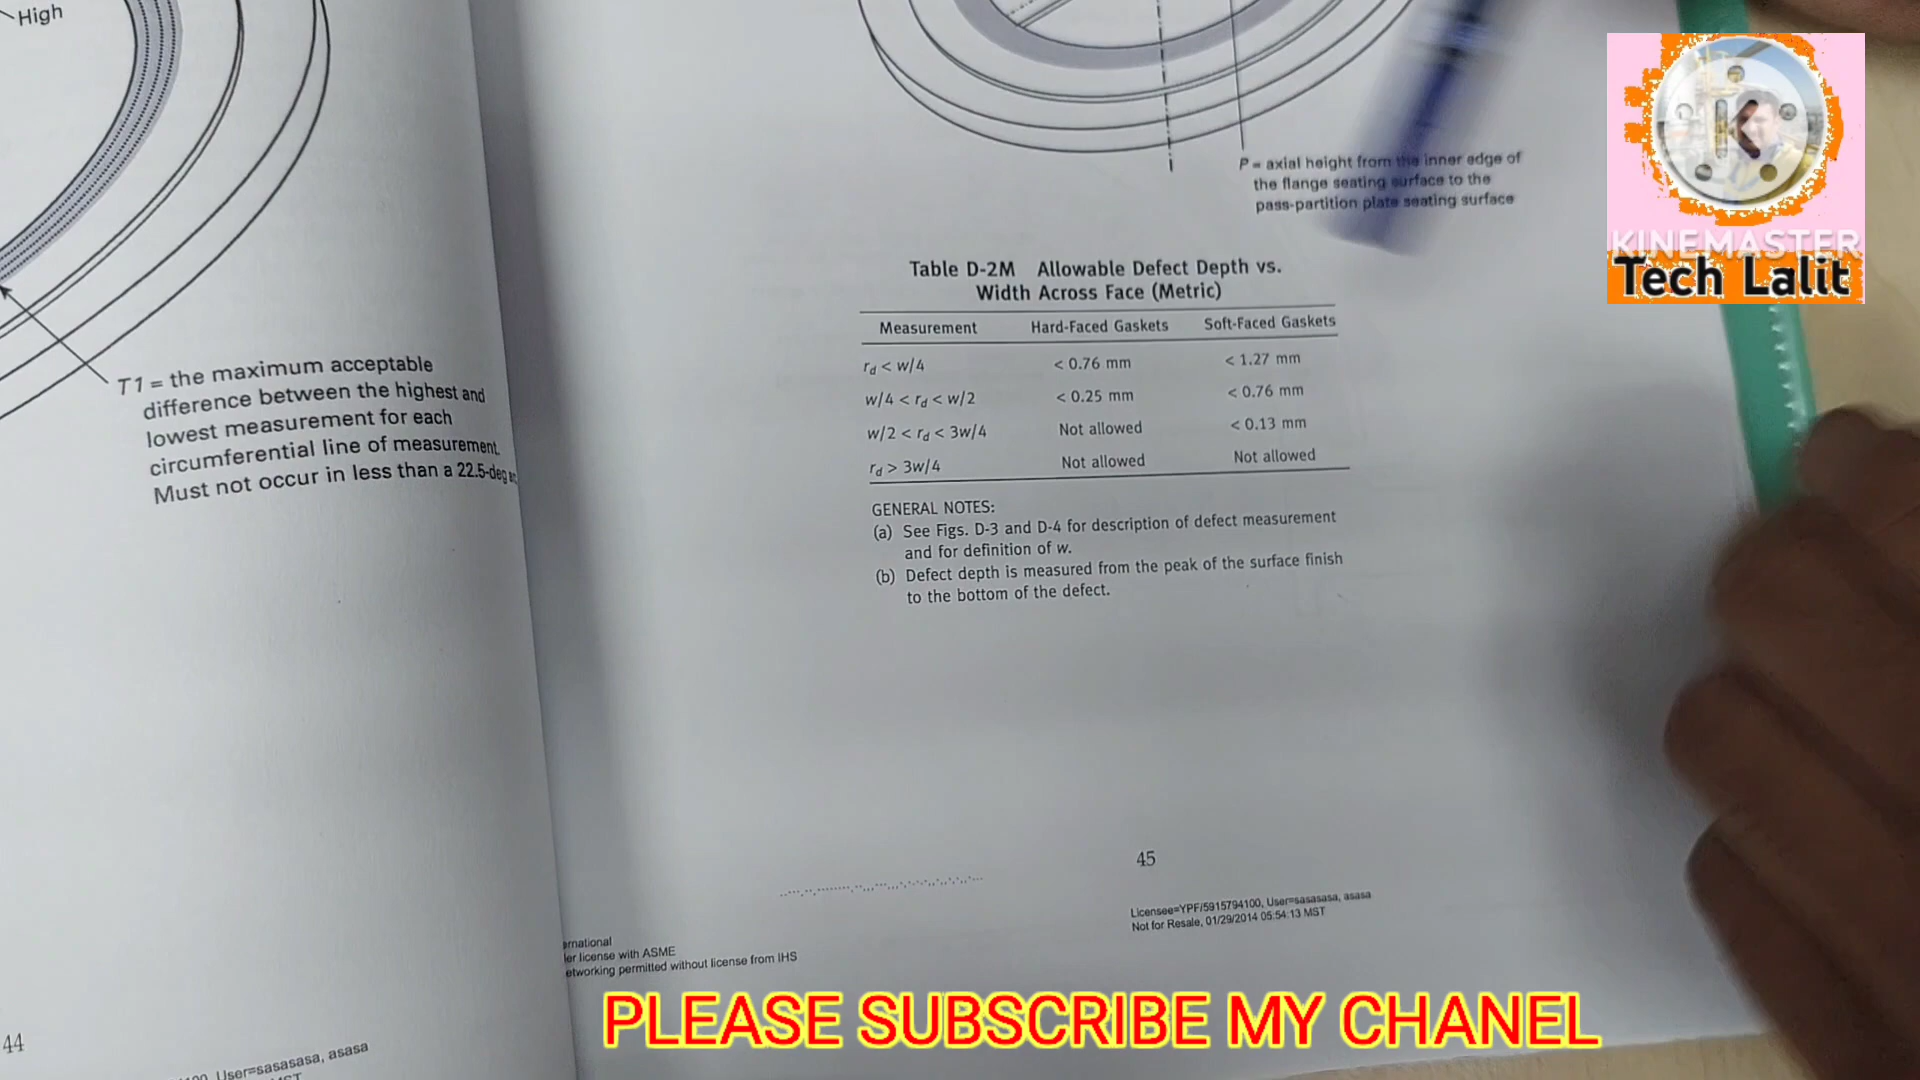 High
T1 = the maximum acceptable
difference between the highest and
lowest measurement for each
circumferential line of measurement.
Must not occur in less than a 22.5-deg
44
User=sasasasa, asasa
P = axial height from the inner edge of
the flange seating surface to the
pass-partition plate seating surface
Table D-2M Allowable Defect Depth vs.
Width Across Face (Metric)
Measurement Hard-Faced Gaskets Soft-Faced Gaskets
rd < w/4 < 0.76 mm < 1.27 mm
w/4 < rd < w/2 < 0.25 mm < 0.76 mm
w/2 < rd < 3w/4 Not allowed < 0.13 mm
rd > 3w/4 Not allowed Not allowed
GENERAL NOTES:
(a) See Figs. D-3 and D-4 for description of defect measurement
and for definition of w.
(b) Defect depth is measured from the peak of the surface finish
to the bottom of the defect.
45
Licensee=YPF/5915794100, User=sasasasa, asasa
Not for Resale, 01/29/2014 05:54:13 MST
license with ASME
permitted without license from IHS
K
KINEMASTER
Tech Lalit
PLEASE SUBSCRIBE MY CHANEL